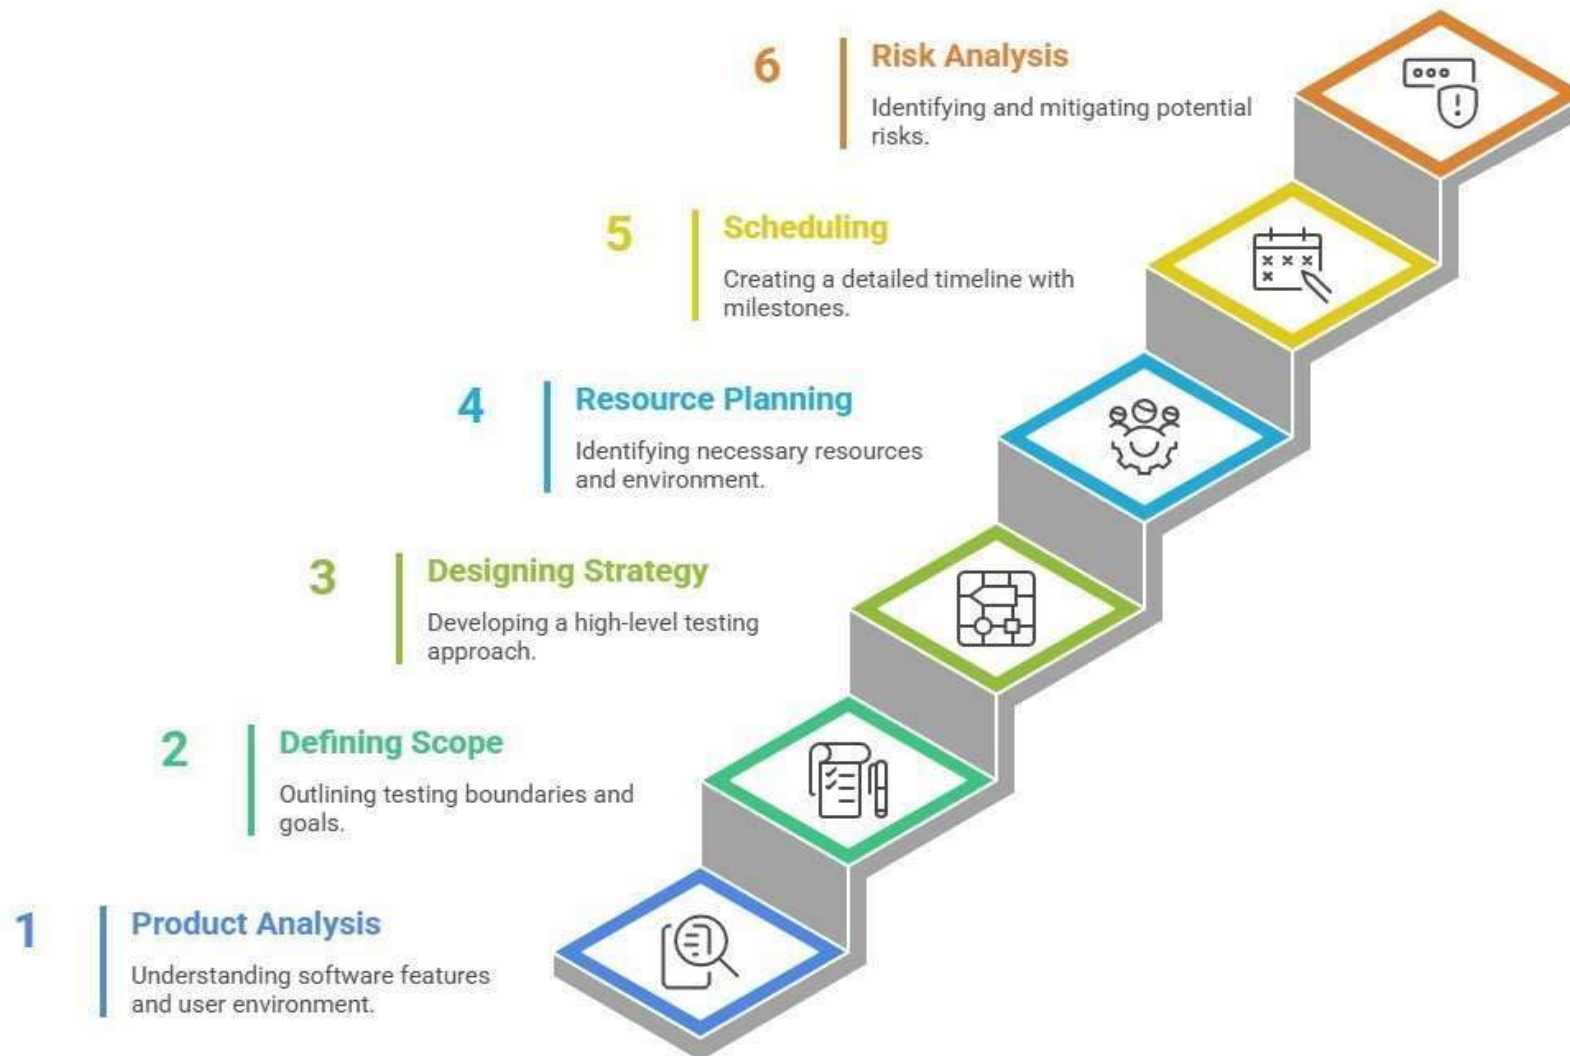 6
Risk Analysis
Identifying and mitigating potential
risks.
5
Scheduling
Creating a detailed timeline with
milestones.
4
Resource Planning
Identifying necessary resources
and environment.
3
Designing Strategy
Developing a high-level testing
approach.
2
Defining Scope
Outlining testing boundaries and
goals.
1
Product Analysis
Understanding software features
and user environment.